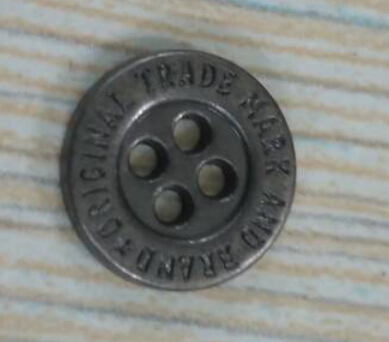 ORIGINAL TRADE MARK AND BRAND